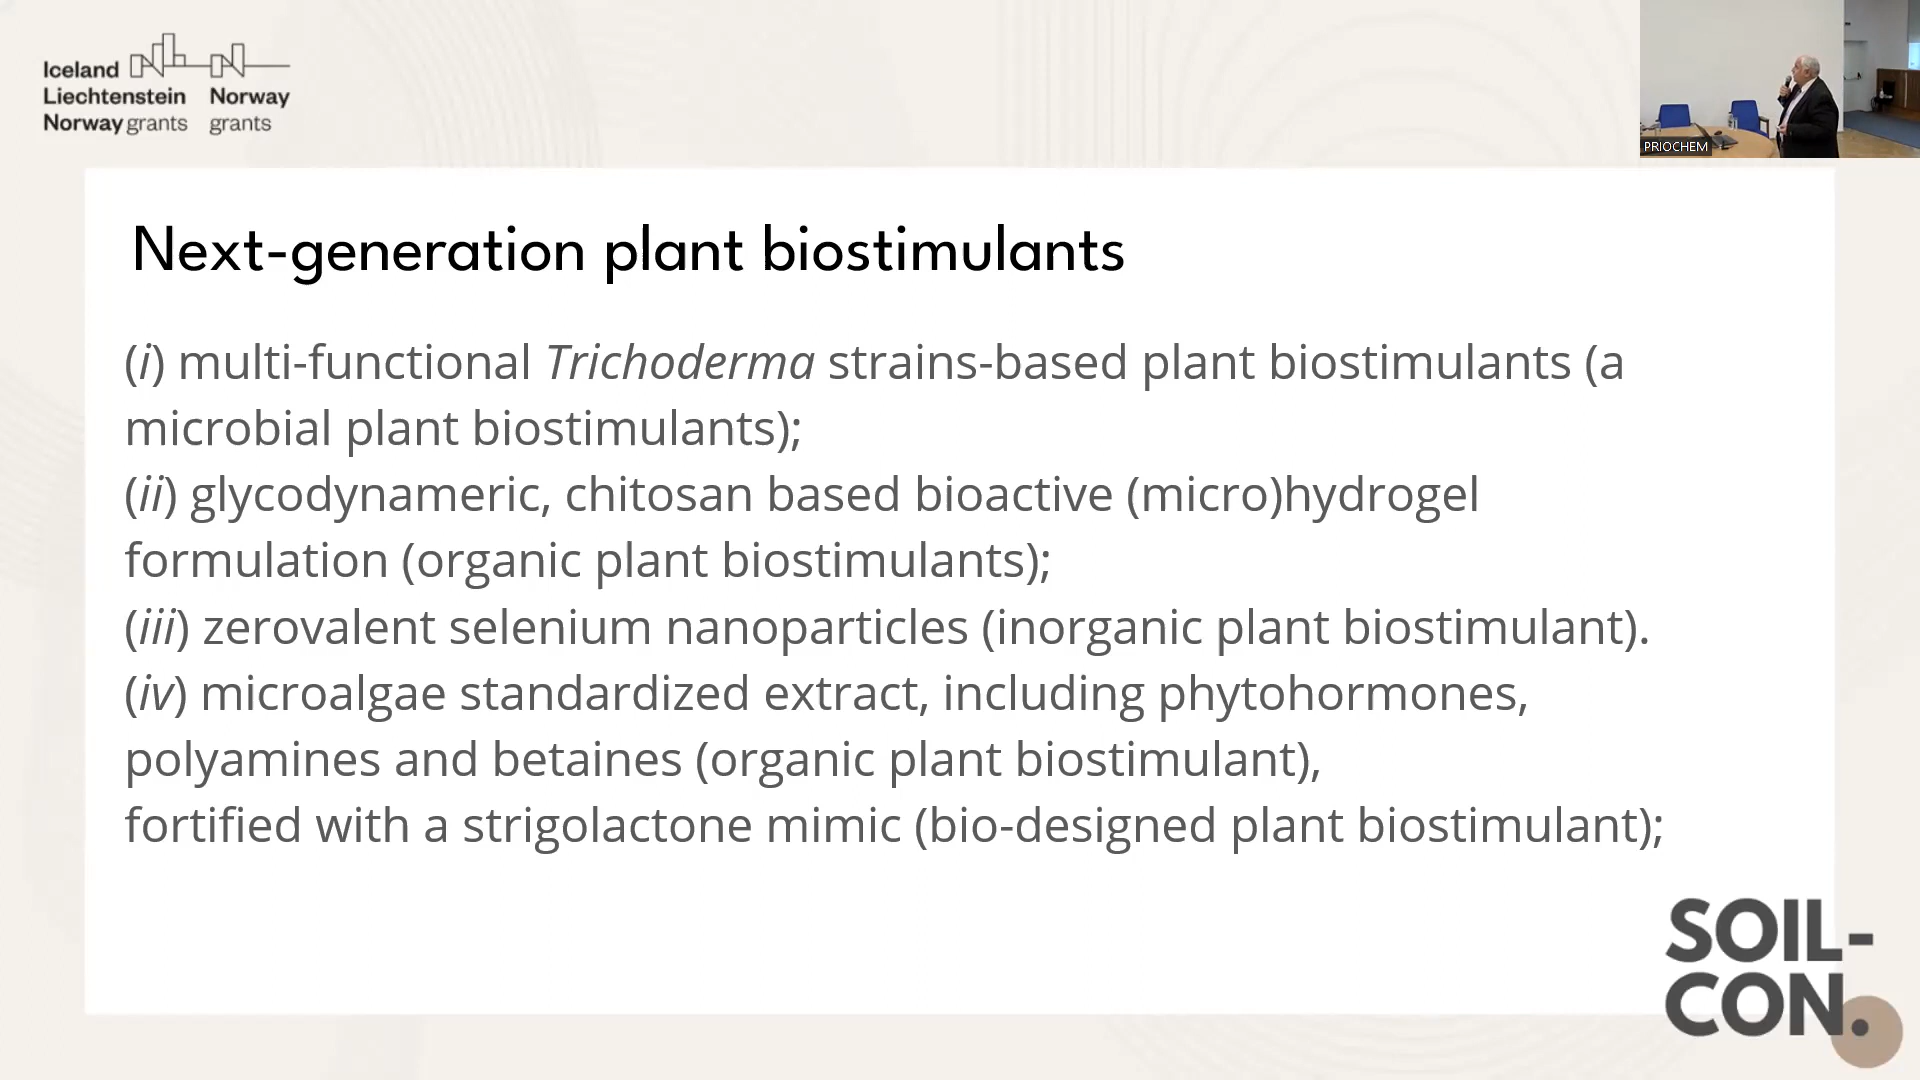 Iceland
Liechtenstein Norway
Norway grants grants
PRIOCHEM
Next-generation plant biostimulants
(i) multi-functional Trichoderma strains-based plant biostimulants (a
microbial plant biostimulants);
(ii) glycodynameric, chitosan based bioactive (micro)hydrogel
formulation (organic plant biostimulants);
(iii) zerovalent selenium nanoparticles (inorganic plant biostimulant).
(iv) microalgae standardized extract, including phytohormones,
polyamines and betaines (organic plant biostimulant),
fortified with a strigolactone mimic (bio-designed plant biostimulant);
SOIL-
CON.